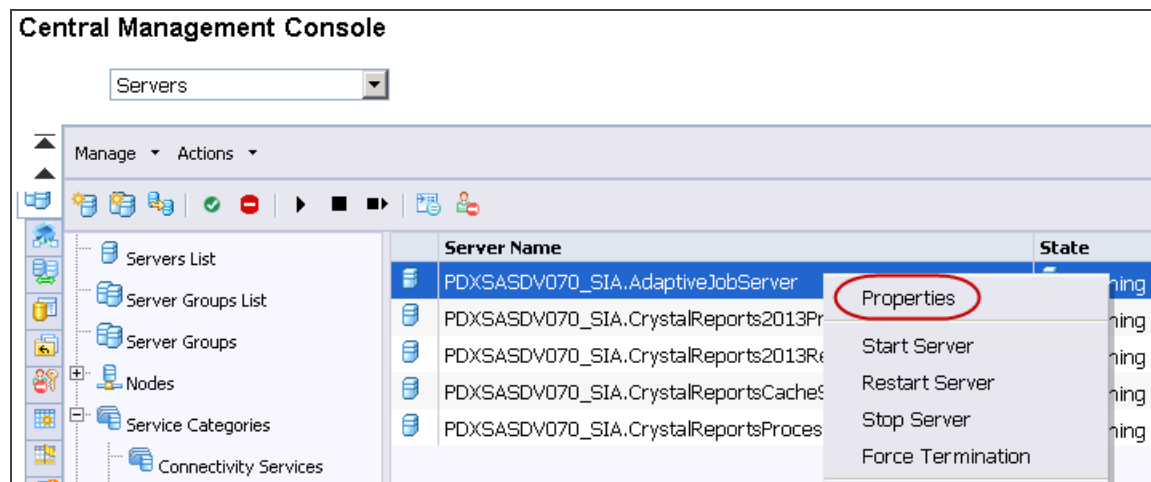 Central Management Console
Servers
Manage Actions
Server Name State
Servers List
PDXSASDV070_SIA.AdaptiveJobServer
Properties
Server Groups List
PDXSASDV070_SIA.CrystalReports2013Pr
Server Groups
Start Server
PDXSASDV070_SIA.CrystalReports2013Re
Nodes
Restart Server
PDXSASDV070_SIA.CrystalReportsCacheS
Service Categories
Stop Server
PDXSASDV070_SIA.CrystalReportsProces
Connectivity Services
Force Termination